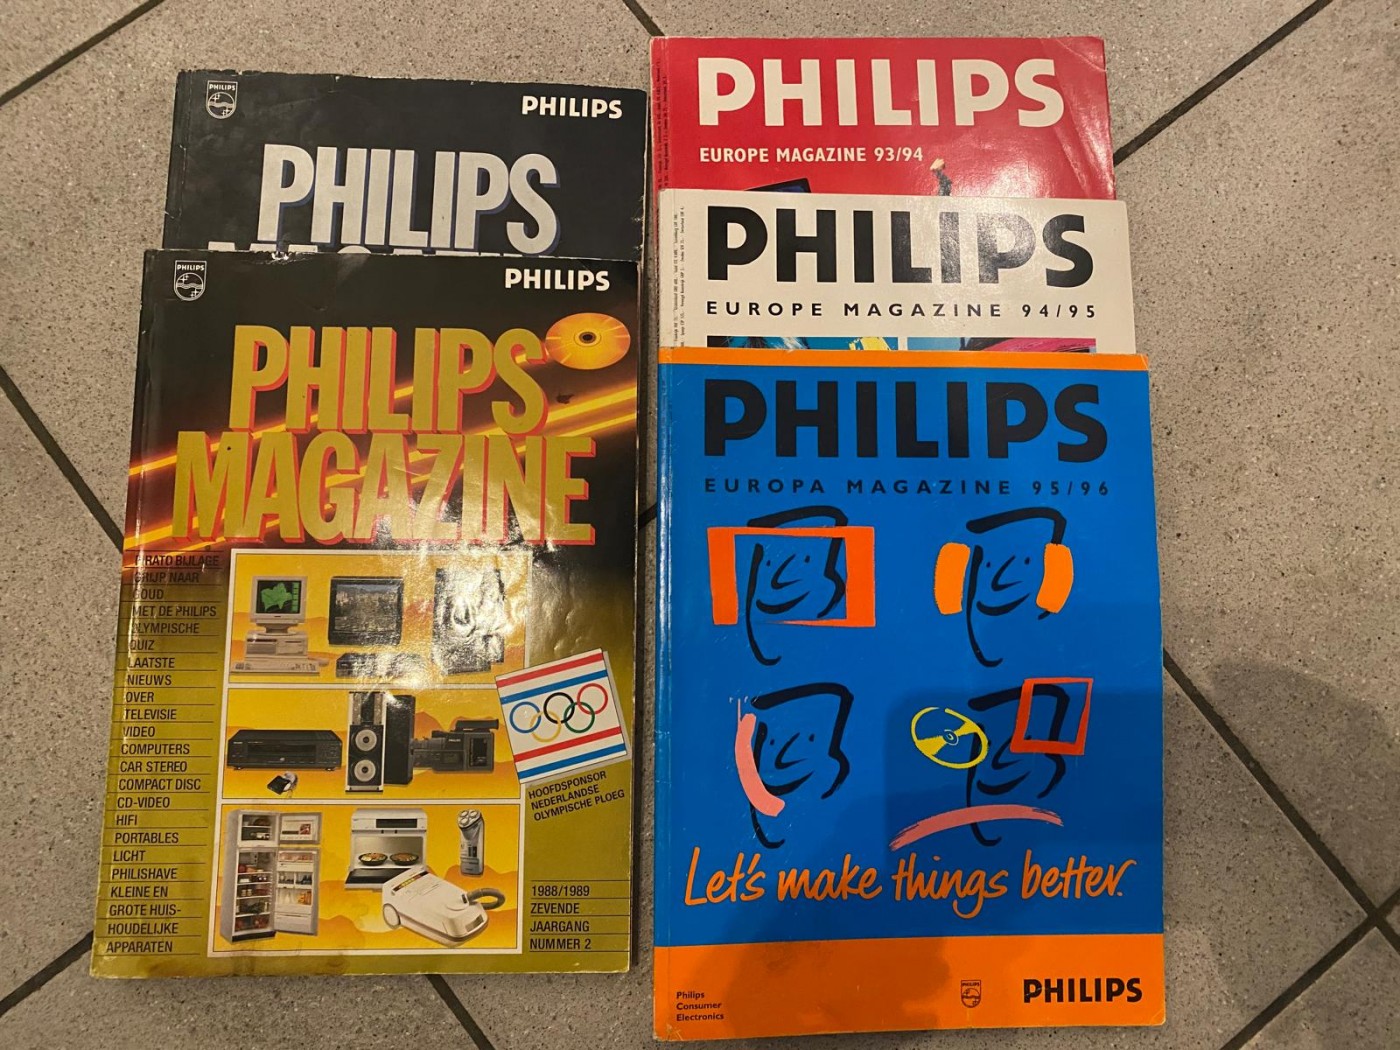 PHILIPS
PHILIPS
PHILIPS
PHILIPS
PHILIPS
PHILIPS
MAGAZINE
PIRATO BIJLAGE
GRIJP NAAR
GOUD
MET DE PHILIPS
OLYMPISCHE
QUIZ
LAATSTE
NIEUWS
OVER
TELEVISIE
VIDEO
COMPUTERS
CAR STEREO
COMPACT DISC
CD-VIDEO
HIFI
PORTABLES
LICHT
PHILISHAVE
KLEINE EN
GROTE HUIS-
HOUDELIJKE
APPARATEN
HOOFDSPONSOR
NEDERLANDSE
OLYMPISCHE PLOEG
1988/1989
ZEVENDE
JAARGANG
NUMMER 2
PHILIPS
EUROPE MAGAZINE 93/94
PHILIPS
EUROPE MAGAZINE 94/95
PHILIPS
EUROPA MAGAZINE 95/96
Let's make things better.
Philips
Consumer
Electronics
PHILIPS
PHILIPS